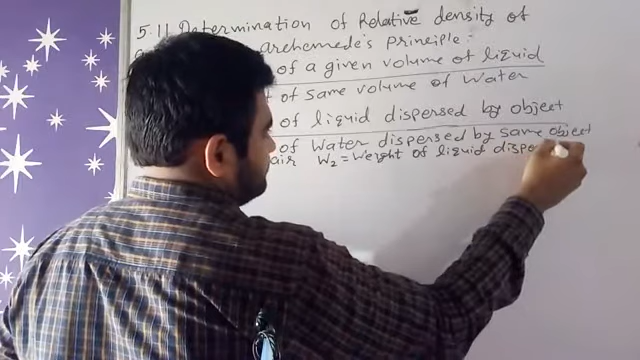 5.11 Determination of Relative density of
archemede's principle:-
of a given volume of liquid
of same volume of water
of liquid dispersed by object
of water dispersed by same object
air W₂ = weight of liquid dispe